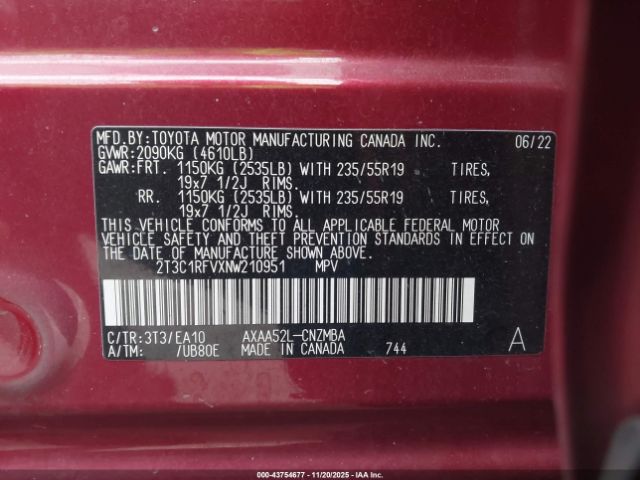 MFD.BY:TOYOTA MOTOR MANUFACTURING CANADA INC. 06/22
GVWR:2090KG (4610LB)
GAWR:FRT. 1150KG (2535LB) WITH 235/55R19 TIRES,
19x7 1/2J RIMS.
RR. 1150KG (2535LB) WITH 235/55R19 TIRES,
19x7 1/2J RIMS.
THIS VEHICLE CONFORMS TO ALL APPLICABLE FEDERAL MOTOR
VEHICLE SAFETY AND THEFT PREVENTION STANDARDS IN EFFECT ON
THE DATE OF MANUFACTURE SHOWN ABOVE.
2T3C1RFVXNW210951 MPV
C/TR:3T3/EA10 AXAA52L-CNZMBA
A/TM: /UB80E MADE IN CANADA 744 A
000-43754677 - 11/20/2025 - IAAI.COM